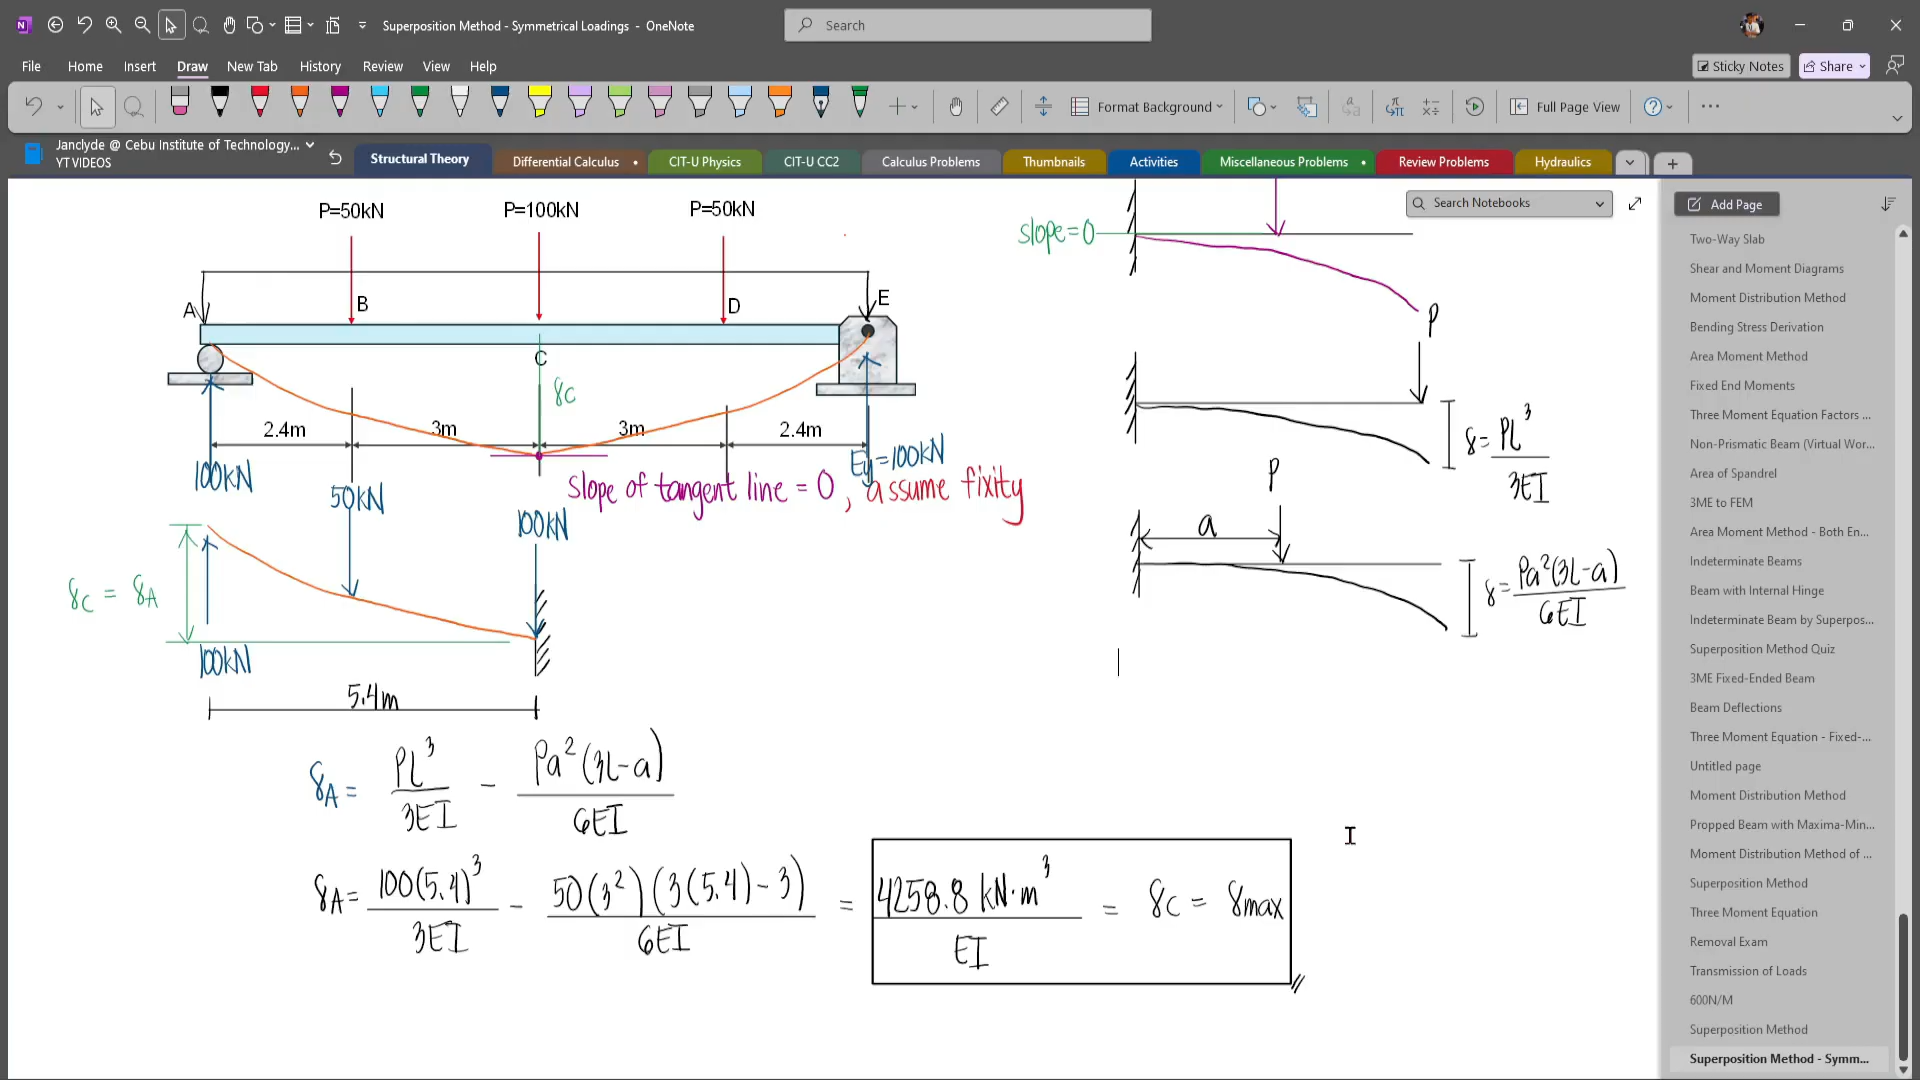 Superposition Method - Symmetrical Loadings - OneNote
Search
File Home Insert Draw New Tab History Review View Help
Sticky Notes
Share
Format Background
Full Page View
Janclyde @ Cebu Institute of Technology...
YT VIDEOS
Structural Theory
Differential Calculus
CIT-U Physics
CIT-U CC2
Calculus Problems
Thumbnails
Activities
Miscellaneous Problems
Review Problems
Hydraulics
Search Notebooks
Add Page
P=50kN P=100kN P=50kN
A B D E
C
δC
2.4m 3m 3m 2.4m
100kN
Ey=100kN
slope of tangent line = 0, assume fixity
50kN
100kN
δC = δA
100kN
5.4m
δA = PL³/3EI - Pa²(3L-a)/6EI
δA = 100(5.4)³/3EI - 50(3²)(3(5.4)-3)/6EI = 4258.8 kN·m³/EI = δC = δmax
slope=0
P
δ=PL³/3EI
P
a
δ=Pa²(3L-a)/6EI
Two-Way Slab
Shear and Moment Diagrams
Moment Distribution Method
Bending Stress Derivation
Area Moment Method
Fixed End Moments
Three Moment Equation Factors ...
Non-Prismatic Beam (Virtual Wor...
Area of Spandrel
3ME to FEM
Area Moment Method - Both En...
Indeterminate Beams
Beam with Internal Hinge
Indeterminate Beam by Superpos...
Superposition Method Quiz
3ME Fixed-Ended Beam
Beam Deflections
Three Moment Equation - Fixed-...
Untitled page
Moment Distribution Method
Propped Beam with Maxima-Min...
Moment Distribution Method of ...
Superposition Method
Three Moment Equation
Removal Exam
Transmission of Loads
600N/M
Superposition Method
Superposition Method - Symm...